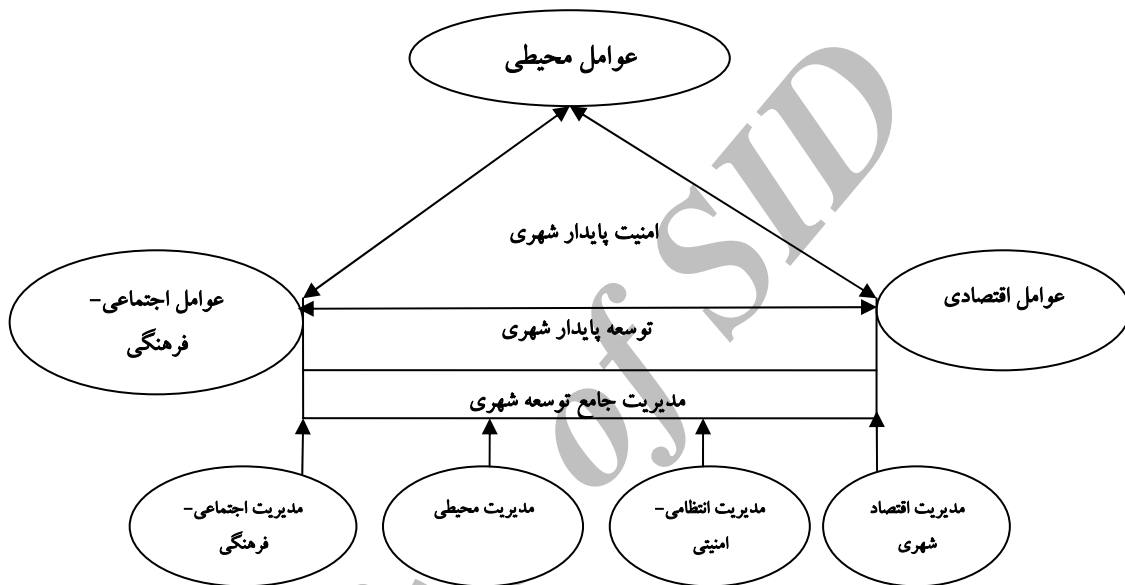 عوامل محیطی
امنیت پایدار شهری
عوامل اقتصادی
عوامل اجتماعی-
فرهنگی
توسعه پایدار شهری
مدیریت جامع توسعه شهری
مدیریت اقتصاد
شهری
مدیریت انتظامی-
امنیتی
مدیریت محیطی
مدیریت اجتماعی-
فرهنگی
of SID